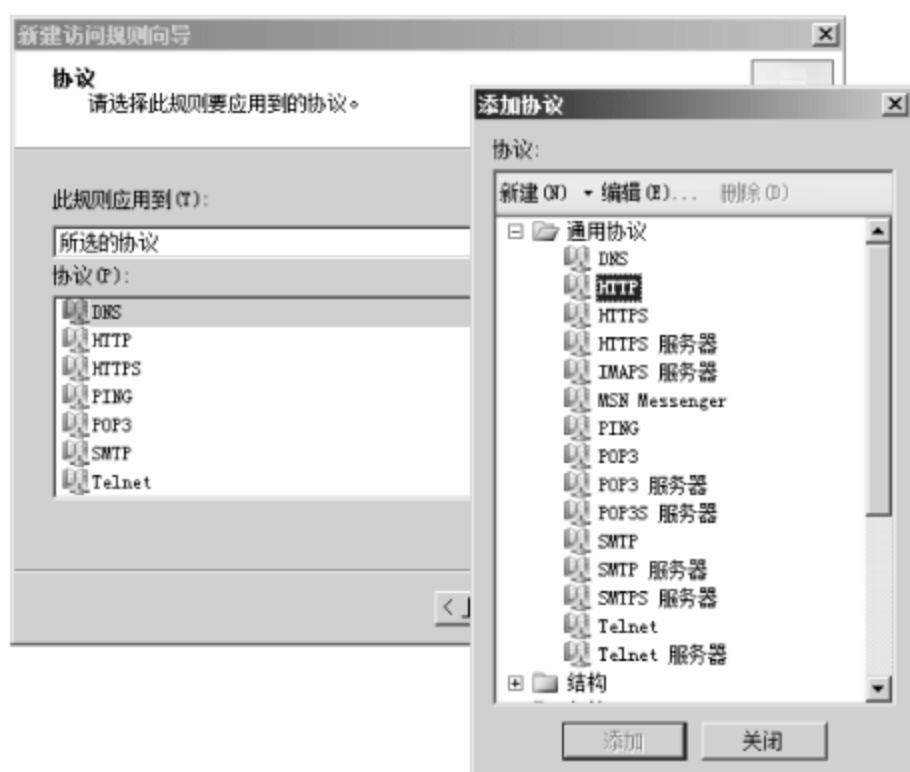 新建访问规则向导
协议
请选择此规则要应用到的协议。
此规则应用到(T):
所选的协议
协议(P):
DNS
HTTP
HTTPS
PING
POP3
SMTP
Telnet
添加协议
协议:
新建(N) 编辑(E)... 删除(D)
通用协议
DNS
HTTP
HTTPS
HTTPS 服务器
IMAPS 服务器
MSN Messenger
PING
POP3
POP3 服务器
POP3S 服务器
SMTP
SMTP 服务器
SMTPS 服务器
Telnet
Telnet 服务器
结构
添加 关闭